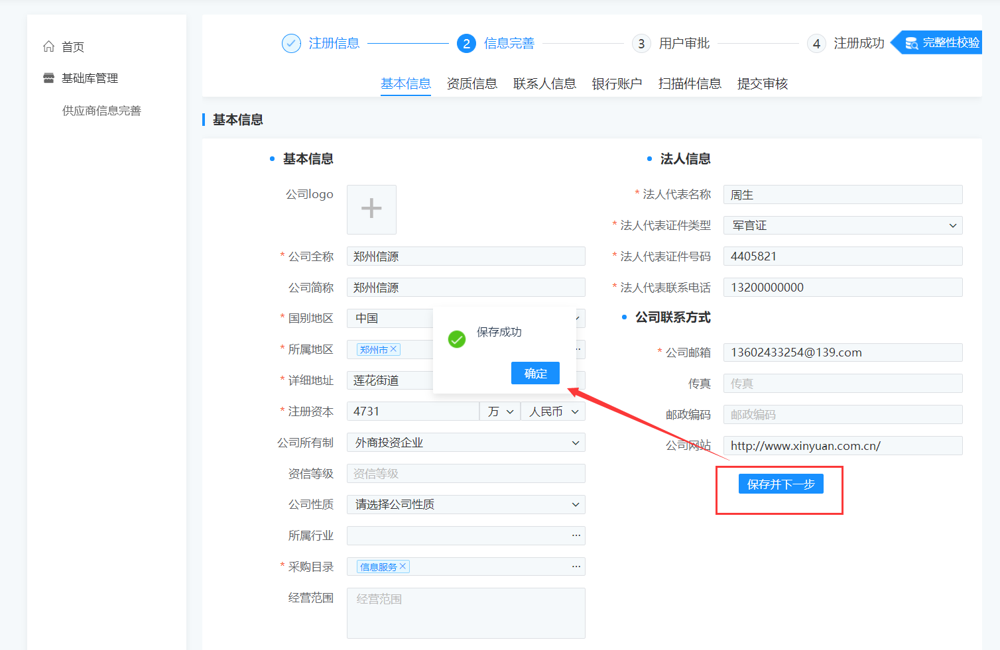 首页
基础库管理
供应商信息完善
注册信息
2 信息完善
3 用户审批
4 注册成功
完整性校验
基本信息 资质信息 联系人信息 银行账户 扫描件信息 提交审核
基本信息
基本信息
公司logo
* 公司全称 郑州信源
公司简称 郑州信源
* 国别地区 中国
* 所属地区 郑州市
* 详细地址 莲花街道
* 注册资本 4731 万 人民币
公司所有制 外商投资企业
资信等级 资信等级
公司性质 请选择公司性质
所属行业
* 采购目录 信息服务
经营范围 经营范围
保存成功
确定
法人信息
* 法人代表名称 周生
* 法人代表证件类型 军官证
* 法人代表证件号码 4405821
* 法人代表联系电话 13200000000
公司联系方式
* 公司邮箱 13602433254@139.com
传真 传真
邮政编码 邮政编码
公司网站 http://www.xinyuan.com.cn/
保存并下一步